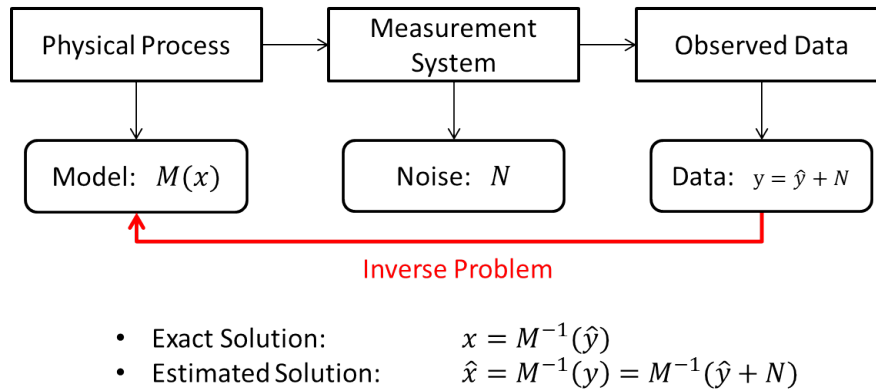 Physical Process
Measurement
System
Observed Data
Model: M(x)
Noise: N
Data: y = ŷ + N
Inverse Problem
• Exact Solution: x = M⁻¹(ŷ)
• Estimated Solution: x̂ = M⁻¹(y) = M⁻¹(ŷ + N)